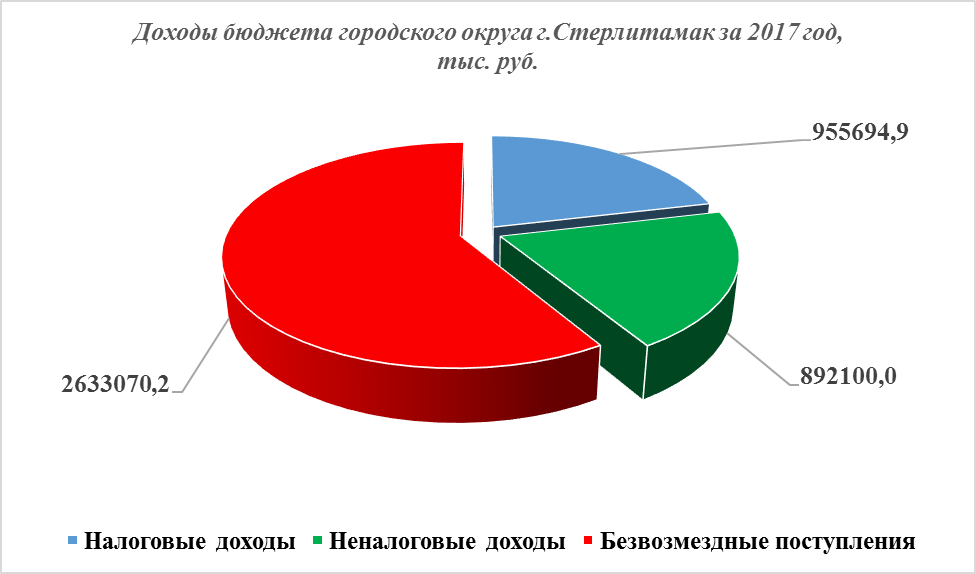 Доходы бюджета городского округа г.Стерлитамак за 2017 год,
тыс. руб.
955694,9
892100,0
2633070,2
Налоговые доходы Неналоговые доходы Безвозмездные поступления